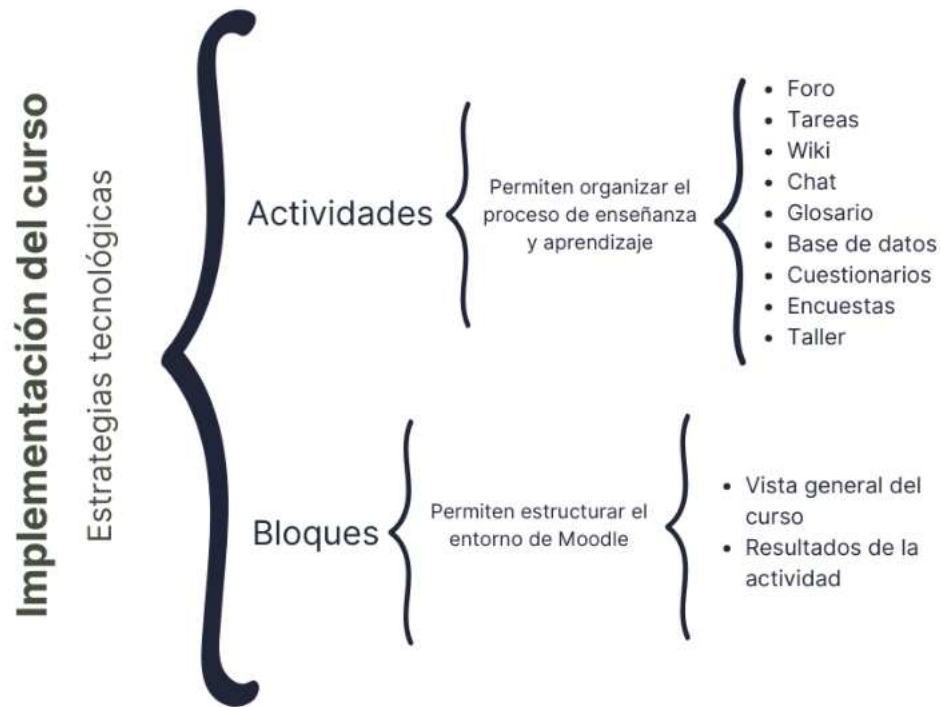 Implementación del curso
Estrategias tecnológicas
Actividades
Permiten organizar el
proceso de enseñanza
y aprendizaje
• Foro
• Tareas
• Wiki
• Chat
• Glosario
• Base de datos
• Cuestionarios
• Encuestas
• Taller
Bloques
Permiten estructurar el
entorno de Moodle
• Vista general del
curso
• Resultados de la
actividad